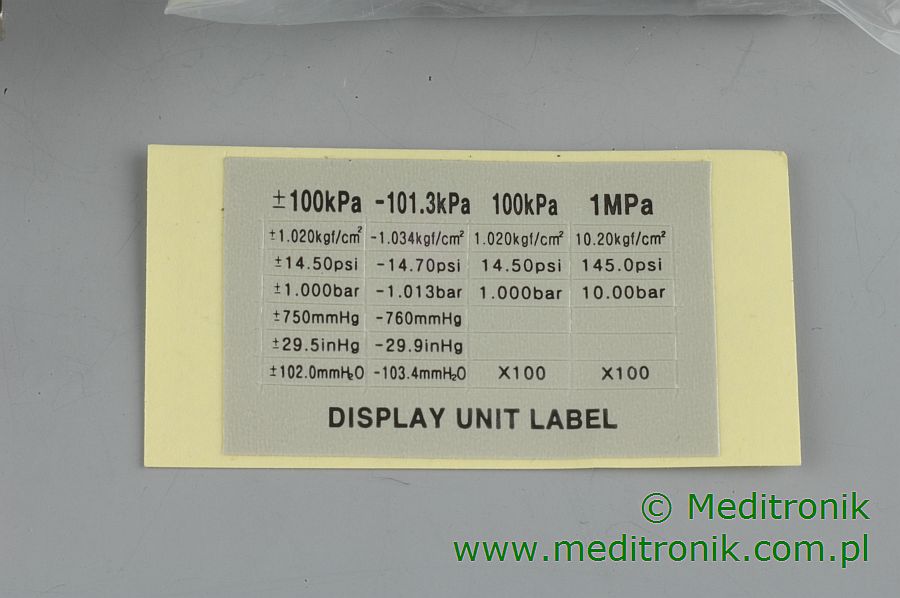 ±100kPa -101.3kPa 100kPa 1MPa
±1.020kgf/cm² -1.034kgf/cm² 1.020kgf/cm² 10.20kgf/cm²
±14.50psi -14.70psi 14.50psi 145.0psi
±1.000bar -1.013bar 1.000bar 10.00bar
±750mmHg -760mmHg
±29.5inHg -29.9inHg
±102.0mmH₂O -103.4mmH₂O X100 X100
DISPLAY UNIT LABEL
© Meditronik
www.meditronik.com.pl